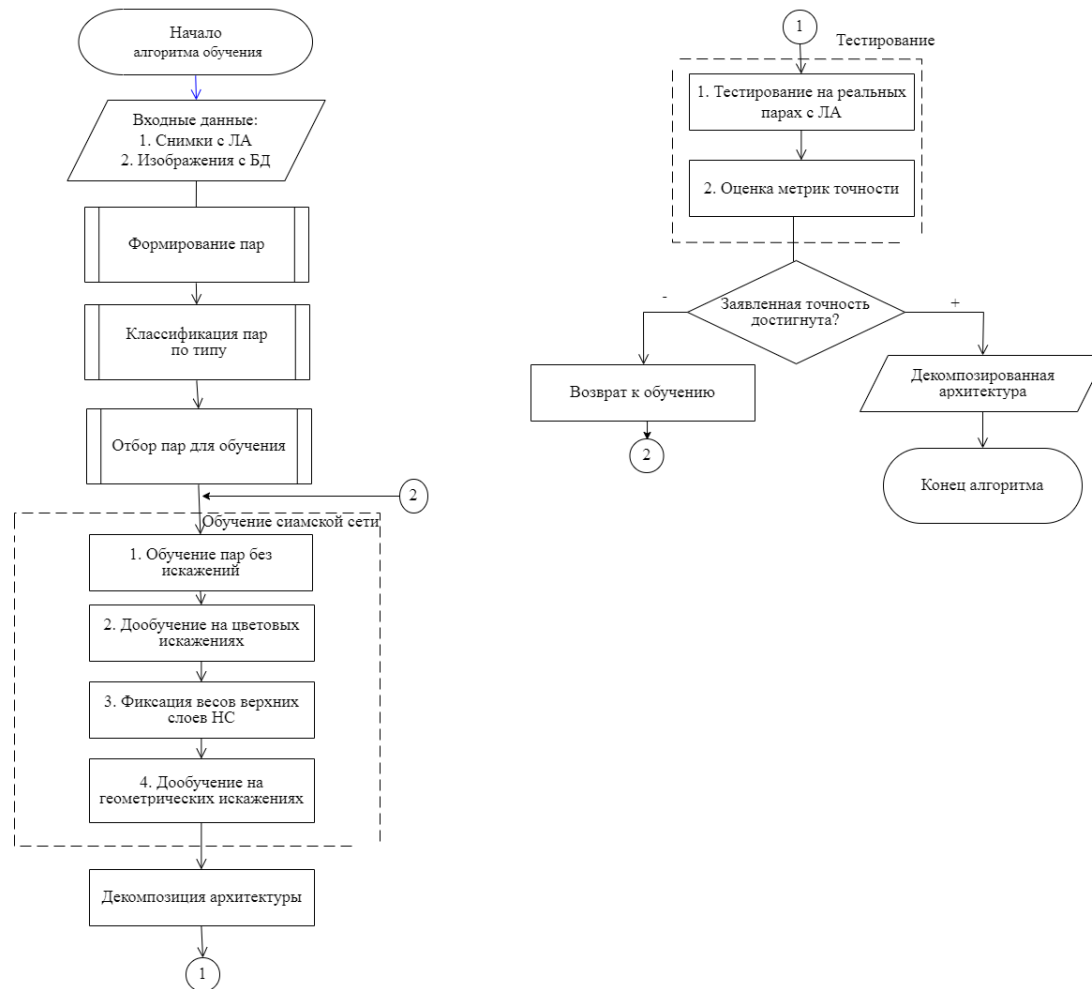 Начало
алгоритма обучения
Входные данные:
1. Снимки с ЛА
2. Изображения с БД
Формирование пар
Классификация пар
по типу
Отбор пар для обучения
2
Обучение сиамской сети
1. Обучение пар без
искажений
2. Дообучение на цветовых
искажениях
3. Фиксация весов верхних
слоев НС
4. Дообучение на
геометрических искажениях
Декомпозиция архитектуры
1
1
Тестирование
1. Тестирование на реальных
парах с ЛА
2. Оценка метрик точности
Заявленная точность
достигнута?
-
+
Возврат к обучению
2
Декомпозированная
архитектура
Конец алгоритма